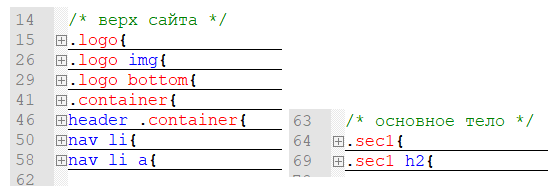 14 /* верх сайта */
15 .logo{
26 .logo img{
29 .logo bottom{
41 .container{
46 header .container{
50 nav li{
58 nav li a{
62
63 /* основное тело */
64 .sec1{
69 .sec1 h2{